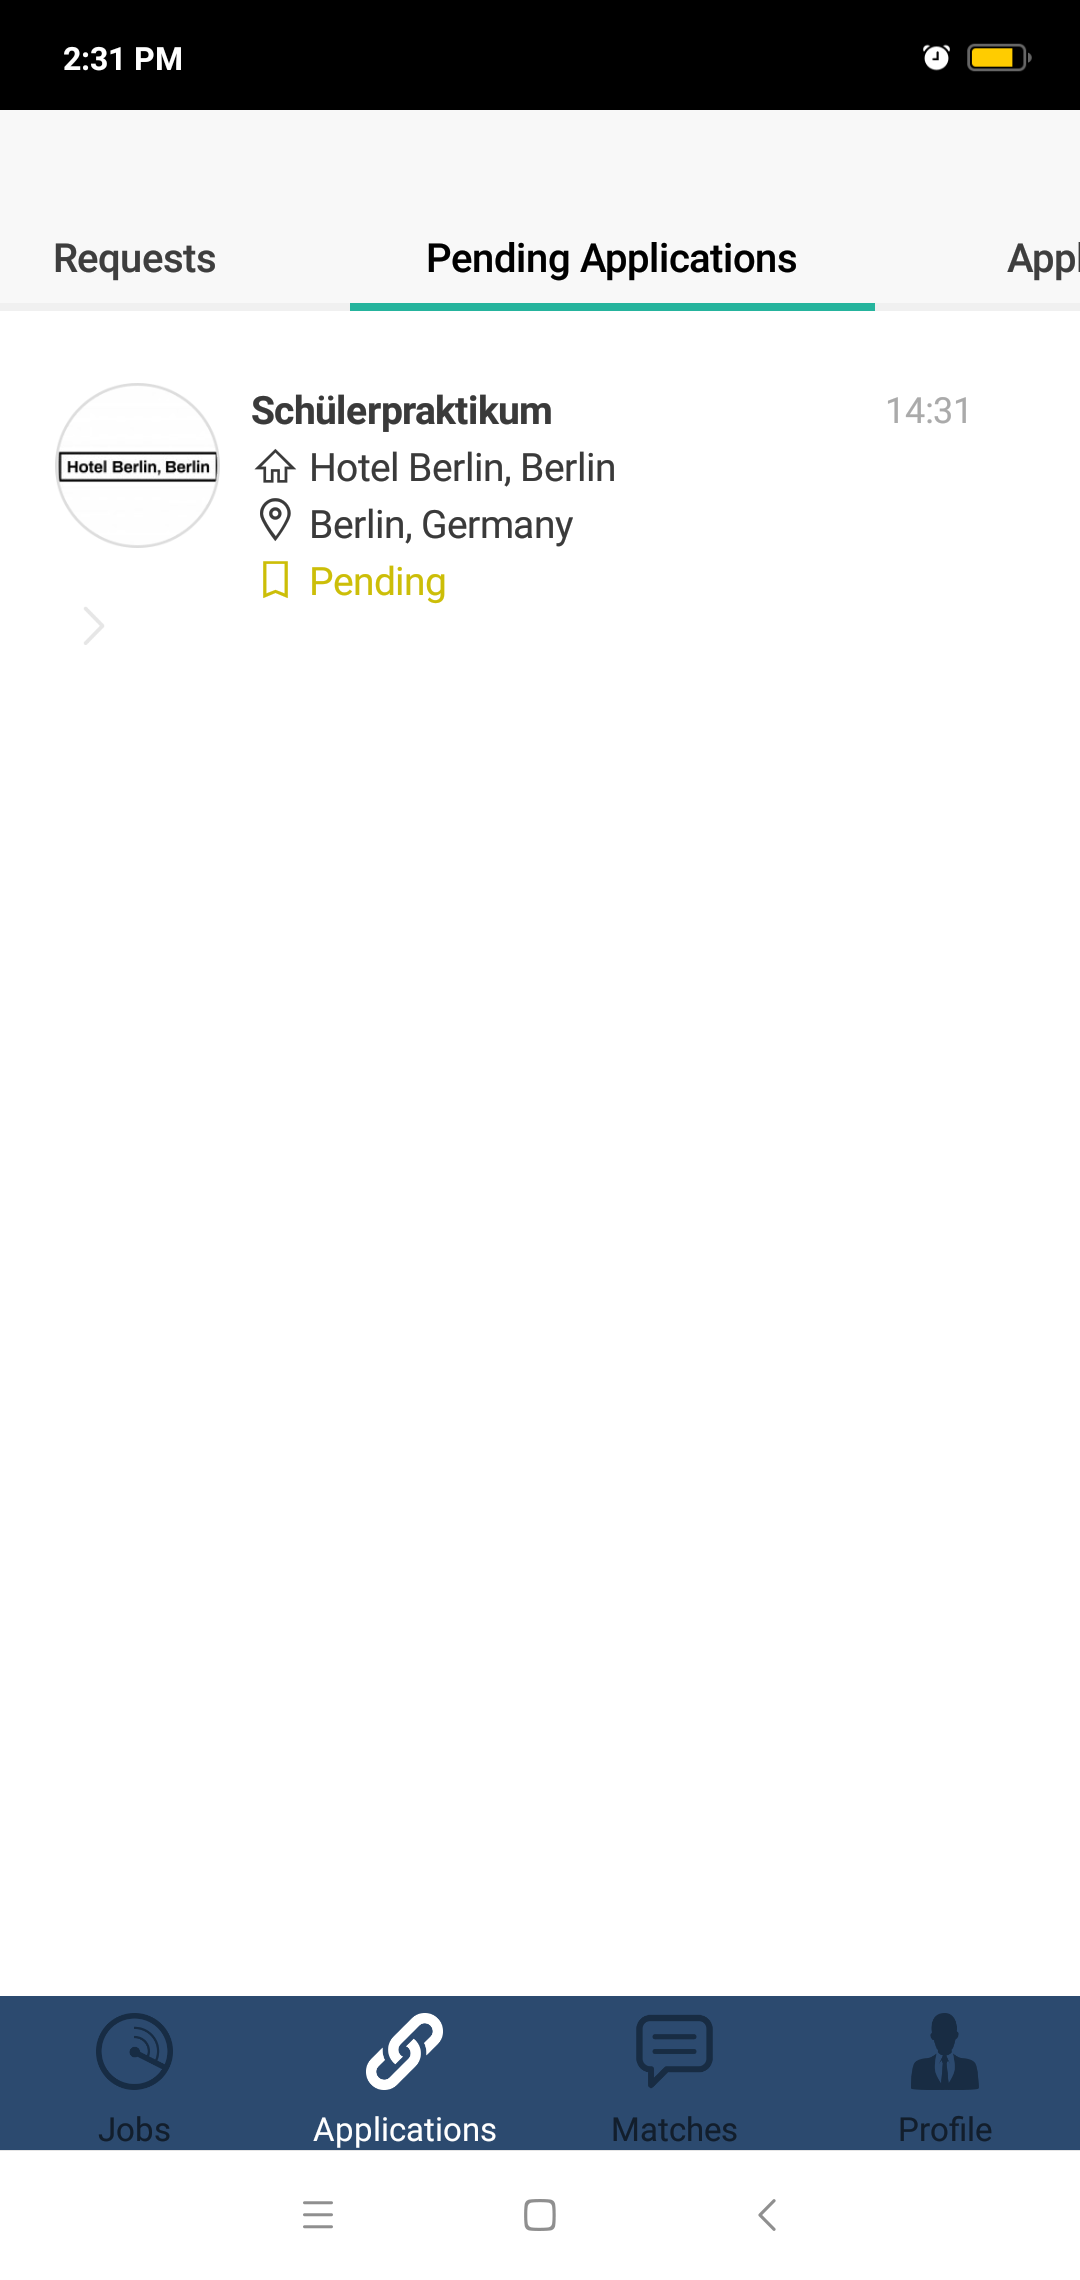 2:31 PM
Requests
Pending Applications
Appl
Hotel Berlin, Berlin
Schülerpraktikum
14:31
Hotel Berlin, Berlin
Berlin, Germany
Pending
Jobs
Applications
Matches
Profile